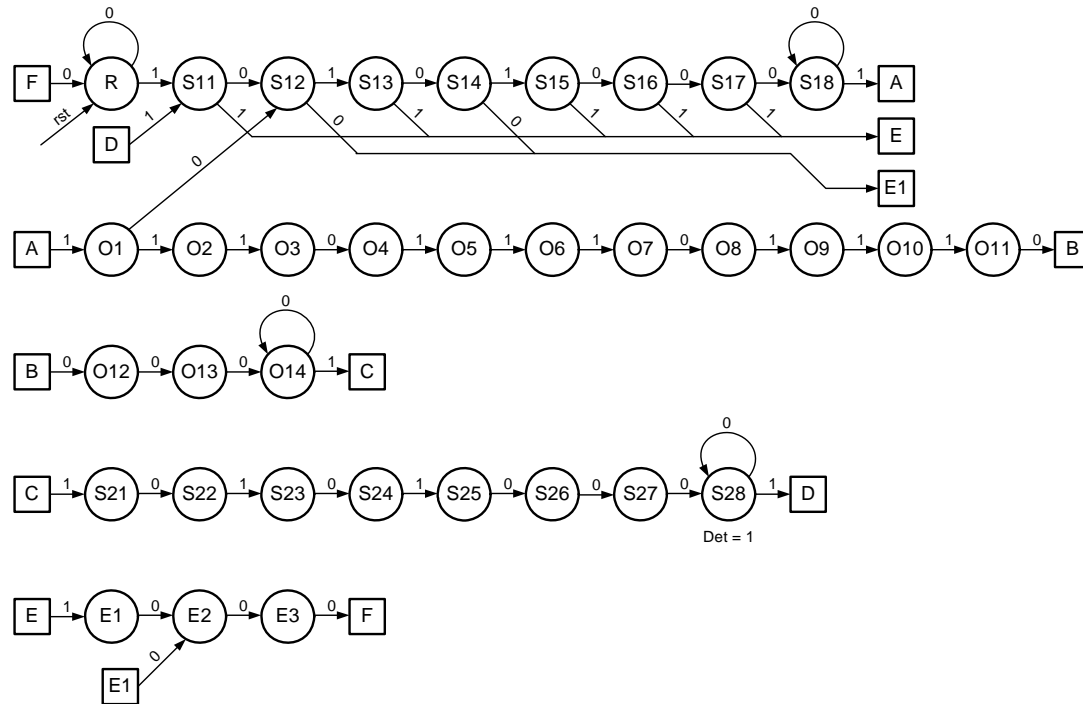 0 0
F 0 R 1 S11 0 S12 1 S13 0 S14 1 S15 0 S16 0 S17 0 S18 1 A
rst D 1 1 0 0 1 0 1 1 1 E
E1
A 1 O1 1 O2 1 O3 0 O4 1 O5 1 O6 1 O7 0 O8 1 O9 1 O10 1 O11 0 B
0
B 0 O12 0 O13 0 O14 1 C
0
C 1 S21 0 S22 1 S23 0 S24 1 S25 0 S26 0 S27 0 S28 1 D
Det = 1
E 1 E1 0 E2 0 E3 0 F
E1 0